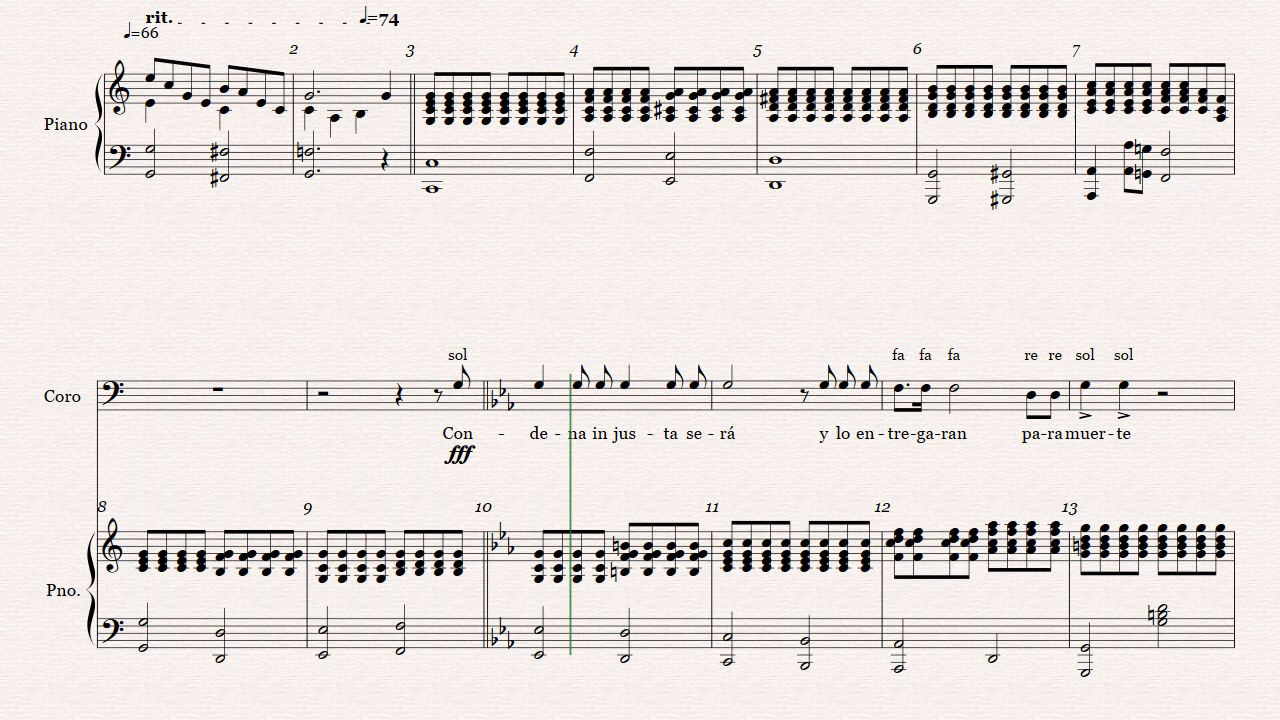 rit. - - - - - - - - ♩=74
♩=66
2 3 4 5 6 7
Piano
sol fa fa fa re re sol sol
Coro
Con - de - na in jus - ta se - rá y lo en - tre - ga - ran pa - ra muer - te
fff
8 9 10 11 12 13
Pno.